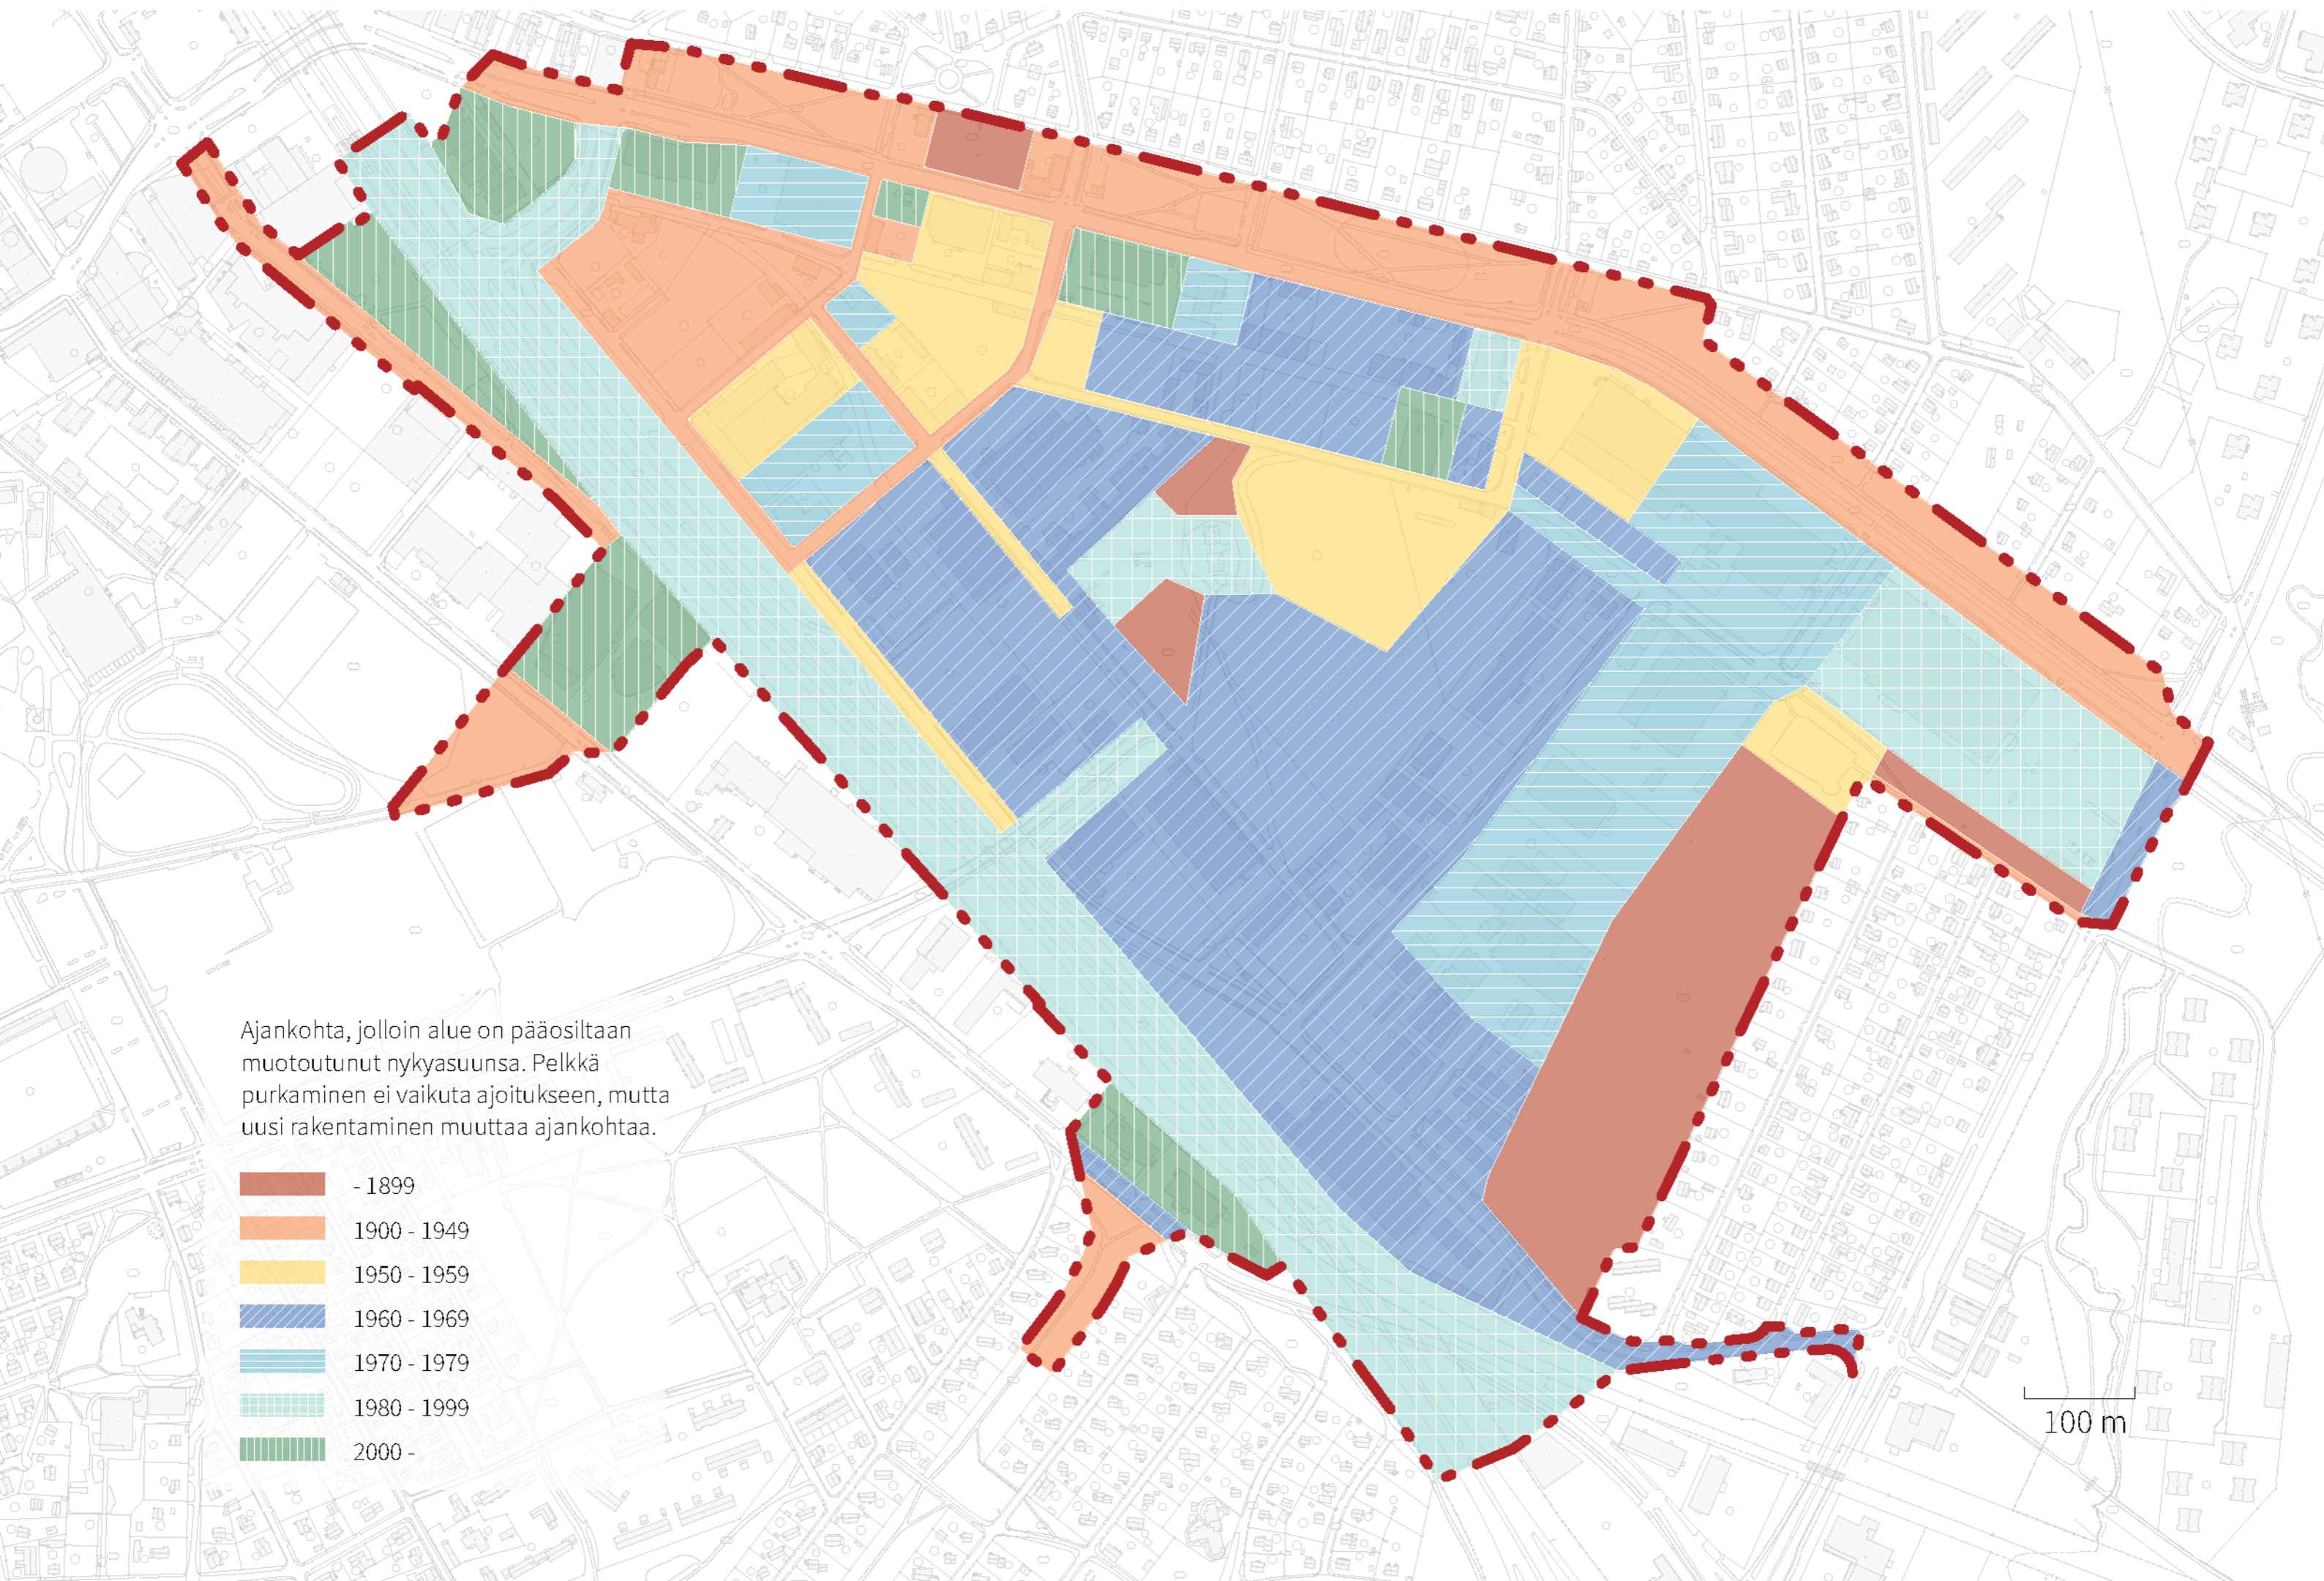 Ajankohta, jolloin alue on pääosiltaan
muotoutunut nykyasuunsa. Pelkkä
purkaminen ei vaikuta ajoitukseen, mutta
uusi rakentaminen muuttaa ajankohtaa.
- 1899
1900 - 1949
1950 - 1959
1960 - 1969
1970 - 1979
1980 - 1999
2000 -
100 m